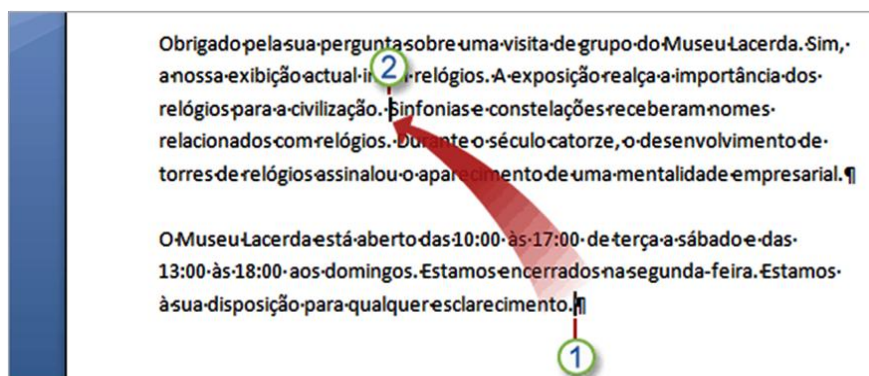 Obrigado·pela·sua·pergunta·sobre·uma·visita·de·grupo·do·Museu·Lacerda.·Sim,·
2
a·nossa·exibição·actual·relógios.·A·exposição·realça·a·importância·dos·
relógios·para·a·civilização.·Sinfonias·e·constelações·receberam·nomes·
relacionados·com·relógios.·Durante·o·século·catorze,·o·desenvolvimento·de·
torres·de·relógios·assinalou·o·aparecimento·de·uma·mentalidade·empresarial.¶
O·Museu·Lacerda·está·aberto·das·10:00·às·17:00·de·terça·a·sábado·e·das·
13:00·às·18:00·aos·domingos.·Estamos·encerrados·na·segunda-feira.·Estamos·
à·sua·disposição·para·qualquer·esclarecimento.¶
1